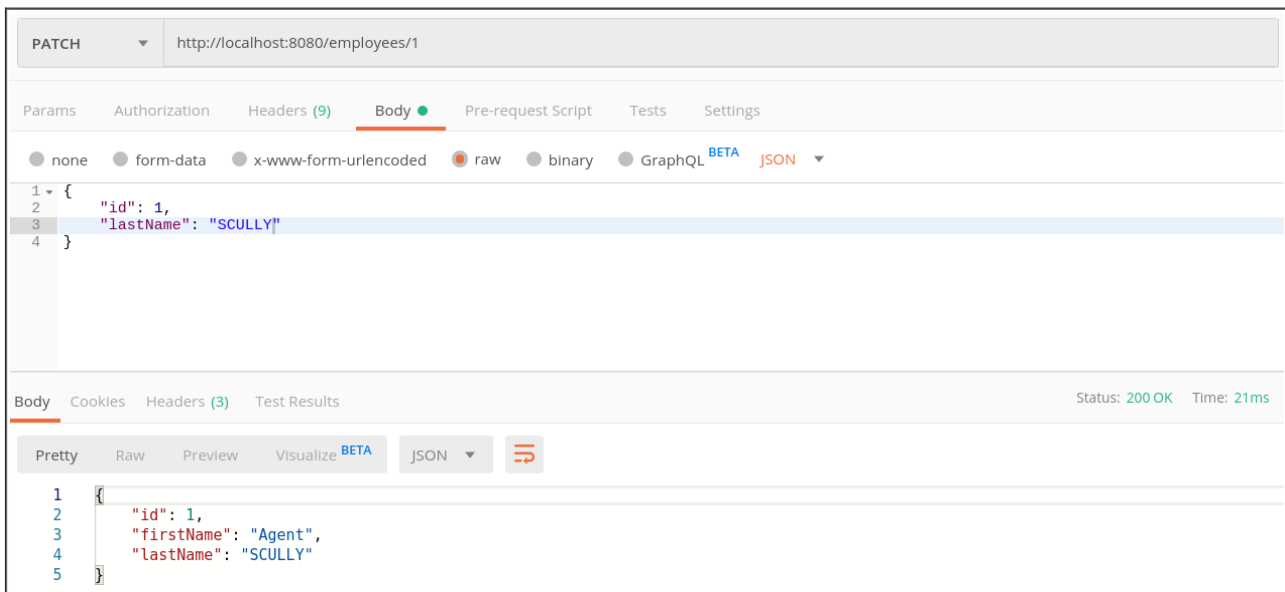 PATCH http://localhost:8080/employees/1
Params Authorization Headers (9) Body Pre-request Script Tests Settings
none form-data x-www-form-urlencoded raw binary GraphQL BETA JSON
1 {
2 "id": 1,
3 "lastName": "SCULLY"
4 }
Body Cookies Headers (3) Test Results Status: 200 OK Time: 21ms
Pretty Raw Preview Visualize BETA JSON
1 {
2 "id": 1,
3 "firstName": "Agent",
4 "lastName": "SCULLY"
5 }